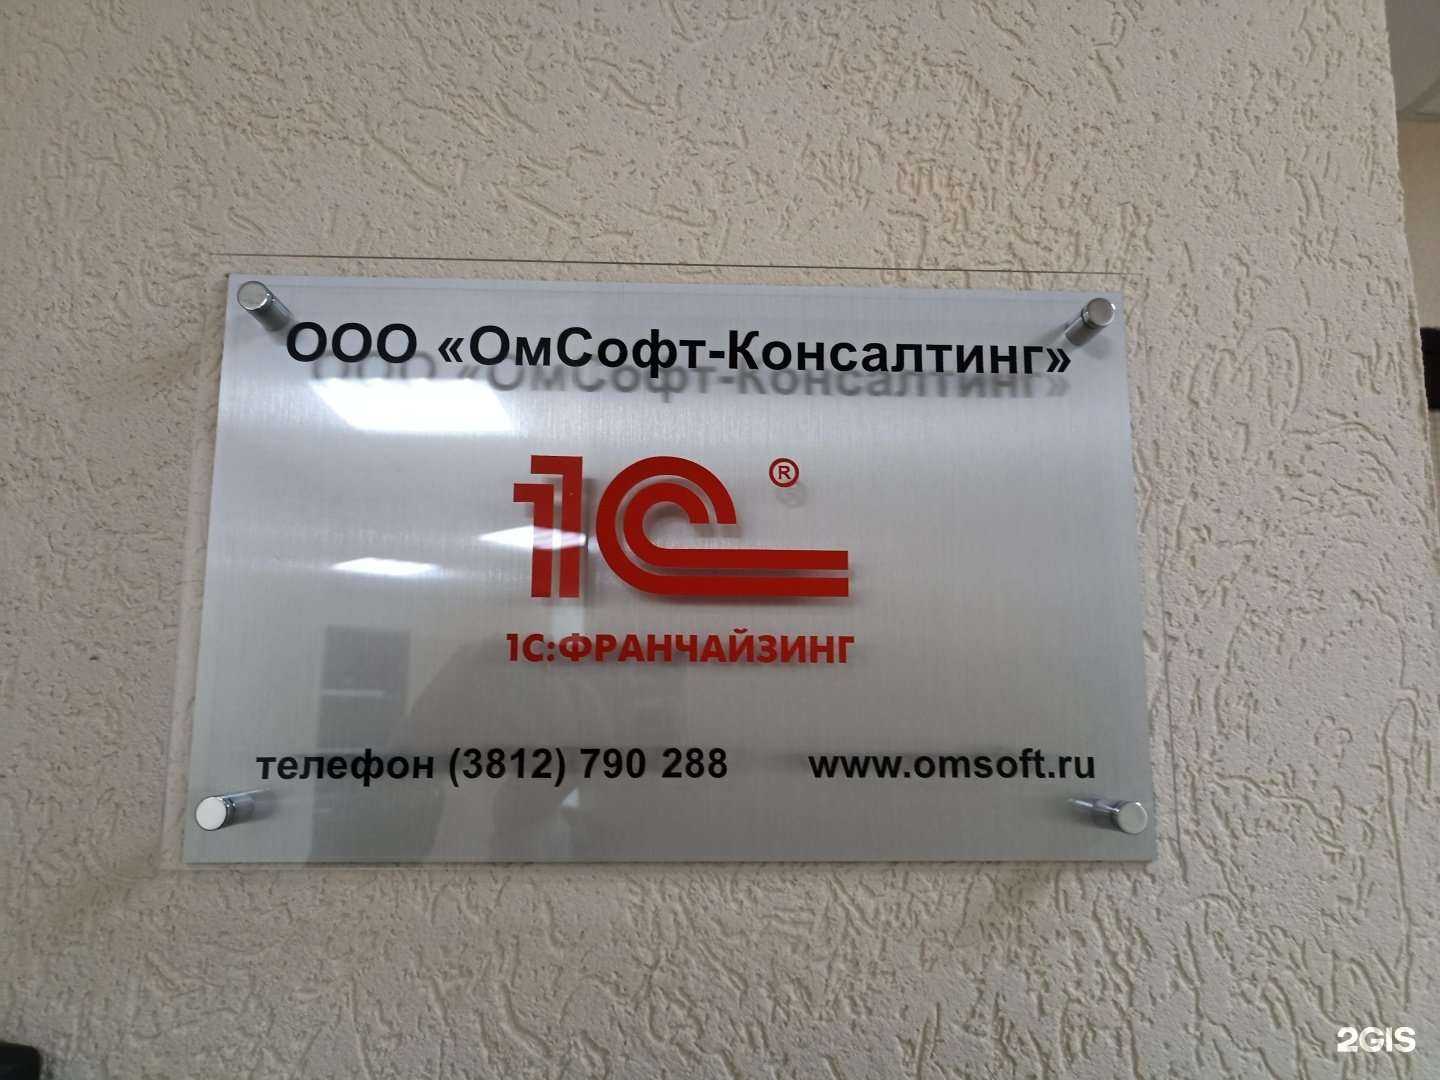 ООО «ОмСофт-Консалтинг»
1С®
1С:ФРАНЧАЙЗИНГ
телефон (3812) 790 288 www.omsoft.ru
2GIS